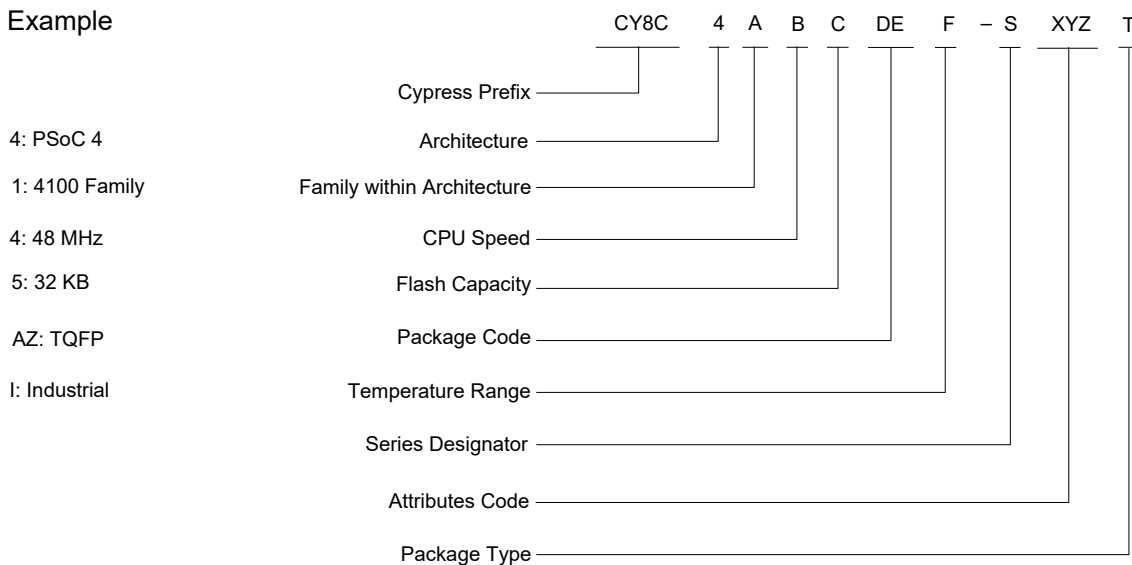 Example CY8C 4 A B C DE F – S XYZ T
Cypress Prefix
4: PSoC 4 Architecture
1: 4100 Family Family within Architecture
4: 48 MHz CPU Speed
5: 32 KB Flash Capacity
AZ: TQFP Package Code
I: Industrial Temperature Range
Series Designator
Attributes Code
Package Type